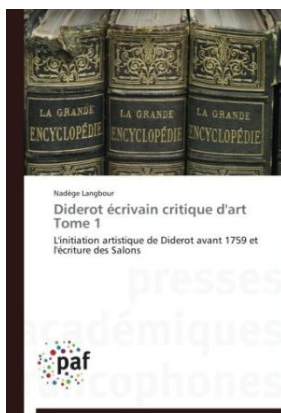 LA GRANDE LA GRANDE LA GRANDE
ENCYCLOPÉDIE ENCYCLOPÉDIE ENCYCLOPÉDIE
Nadège Langbour
Diderot écrivain critique d'art
Tome 1
L'initiation artistique de Diderot avant 1759 et
l'écriture des Salons
presses
académiques
francophones
paf